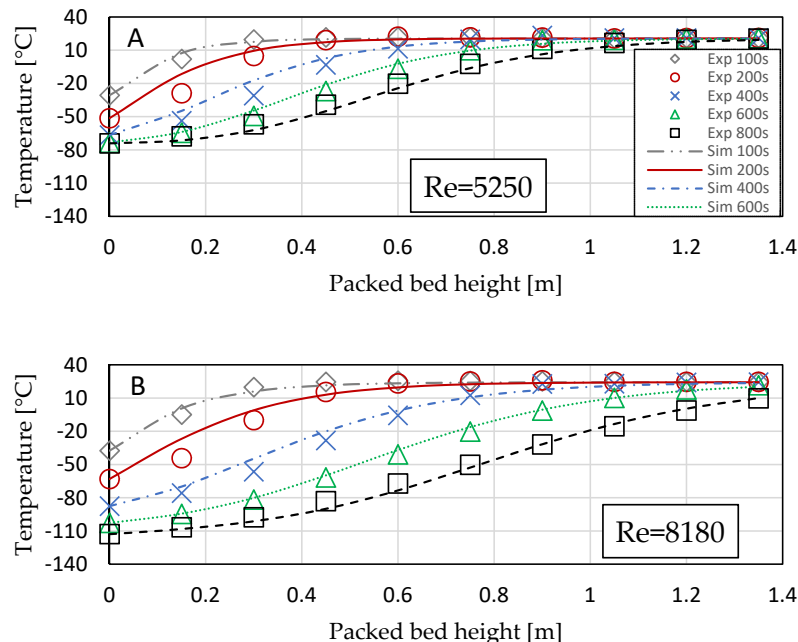 A
Temperature [°C]
40
10
-20
-50
-80
-110
-140
Exp 100s
Exp 200s
Exp 400s
Exp 600s
Exp 800s
Sim 100s
Sim 200s
Sim 400s
Sim 600s
Re=5250
0
0.2
0.4
0.6
0.8
1
1.2
1.4
Packed bed height [m]
B
Temperature [°C]
40
10
-20
-50
-80
-110
-140
Re=8180
0
0.2
0.4
0.6
0.8
1
1.2
1.4
Packed bed height [m]